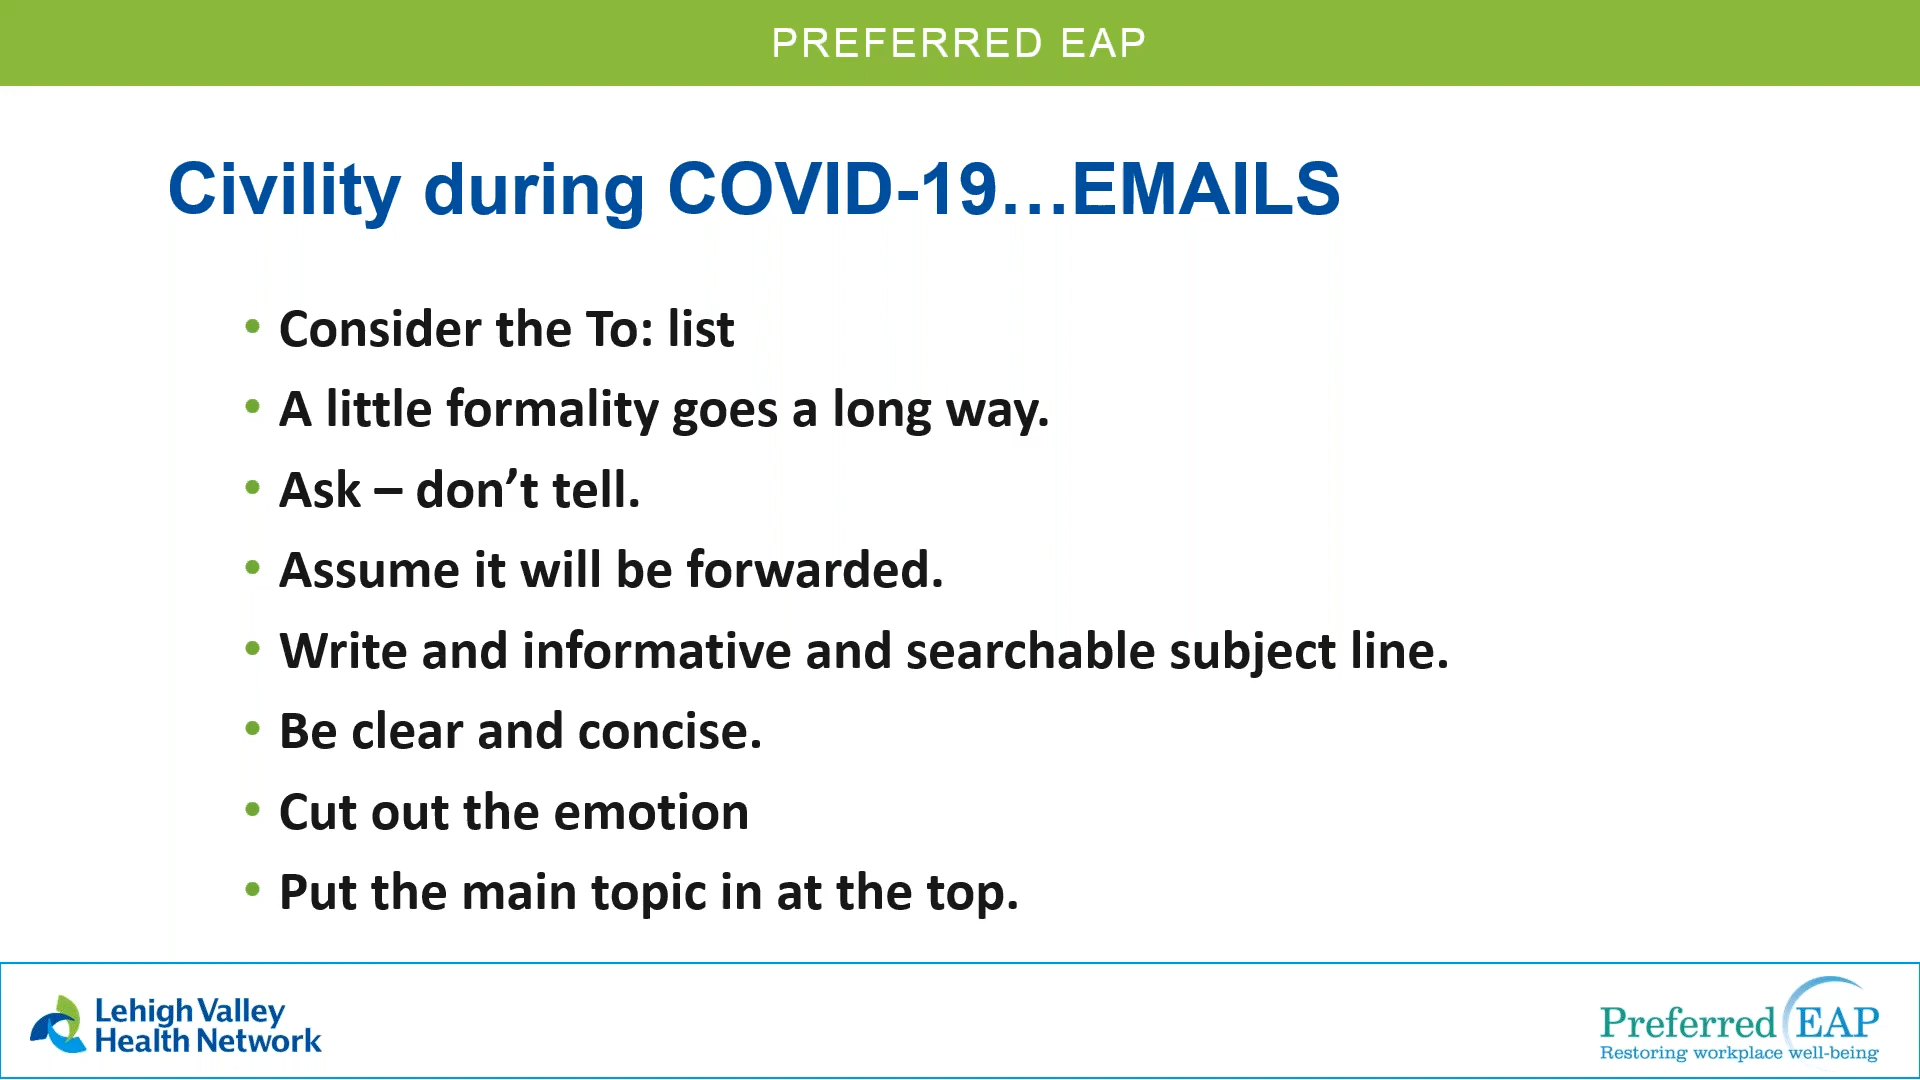 PREFERRED EAP
Civility during COVID-19…EMAILS
• Consider the To: list
• A little formality goes a long way.
• Ask – don’t tell.
• Assume it will be forwarded.
• Write and informative and searchable subject line.
• Be clear and concise.
• Cut out the emotion
• Put the main topic in at the top.
Lehigh Valley
Health Network
Preferred EAP
Restoring workplace well-being